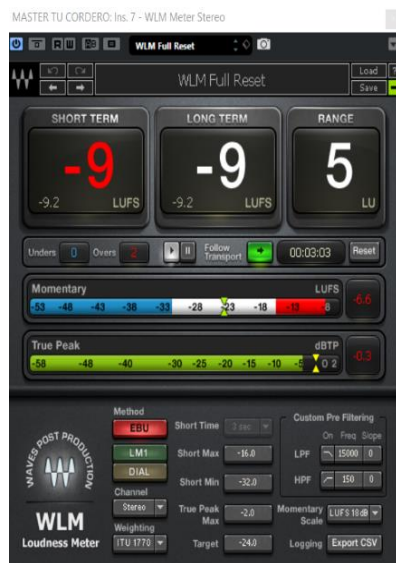 MASTER TU CORDERO: Ins. 7 - WLM Meter Stereo
R W WLM Full Reset
WLM Full Reset Load ?
Save
SHORT TERM LONG TERM RANGE
-9 -9 5
-9.2 LUFS -9.2 LUFS LU
Unders 0 Overs 2 Follow Transport 00:03:03 Reset
Momentary LUFS
-53 -48 -43 -38 -33 -28 -23 -18 -13 8 -6.6
True Peak dBTP
-58 -48 -40 -30 -25 -20 -15 -10 -5 0 2 -0.3
Method
EBU Short Time 3 sec Custom Pre Filtering
On Freq Slope
LM1 Short Max -16.0 LPF 15000 0
DIAL Short Min -32.0 HPF 150 0
Channel
Stereo True Peak Max -2.0 Momentary Scale LUFS 18 dB
Weighting
ITU 1770 Target -24.0 Logging Export CSV
WAVES POST PRODUCTION
WLM
Loudness Meter